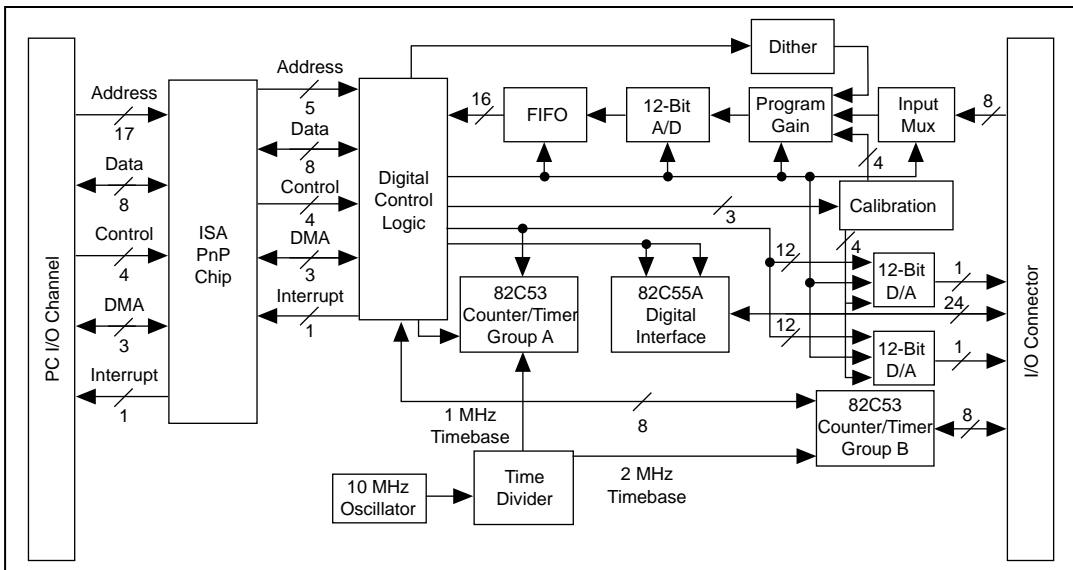 PC I/O Channel
Address
17
Data
8
Control
4
DMA
3
Interrupt
1
ISA
PnP
Chip
Address
5
Data
8
Control
4
DMA
3
Interrupt
1
Digital
Control
Logic
Dither
16
FIFO
12-Bit
A/D
Program
Gain
Input
Mux
8
4
3
Calibration
4
82C53
Counter/Timer
Group A
82C55A
Digital
Interface
12
12-Bit
D/A
1
24
12
12-Bit
D/A
1
8
82C53
Counter/Timer
Group B
8
1 MHz
Timebase
10 MHz
Oscillator
Time
Divider
2 MHz
Timebase
I/O Connector